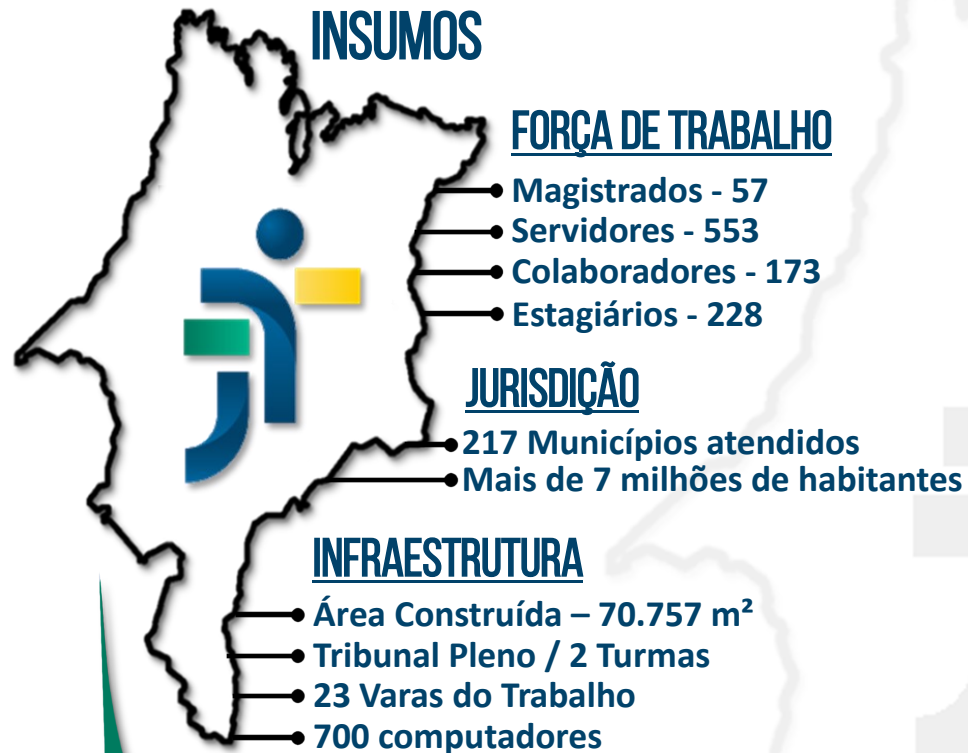 INSUMOS
FORÇA DE TRABALHO
Magistrados - 57
Servidores - 553
Colaboradores - 173
Estagiários - 228
JURISDIÇÃO
217 Municípios atendidos
Mais de 7 milhões de habitantes
INFRAESTRUTURA
Área Construída – 70.757 m²
Tribunal Pleno / 2 Turmas
23 Varas do Trabalho
700 computadores